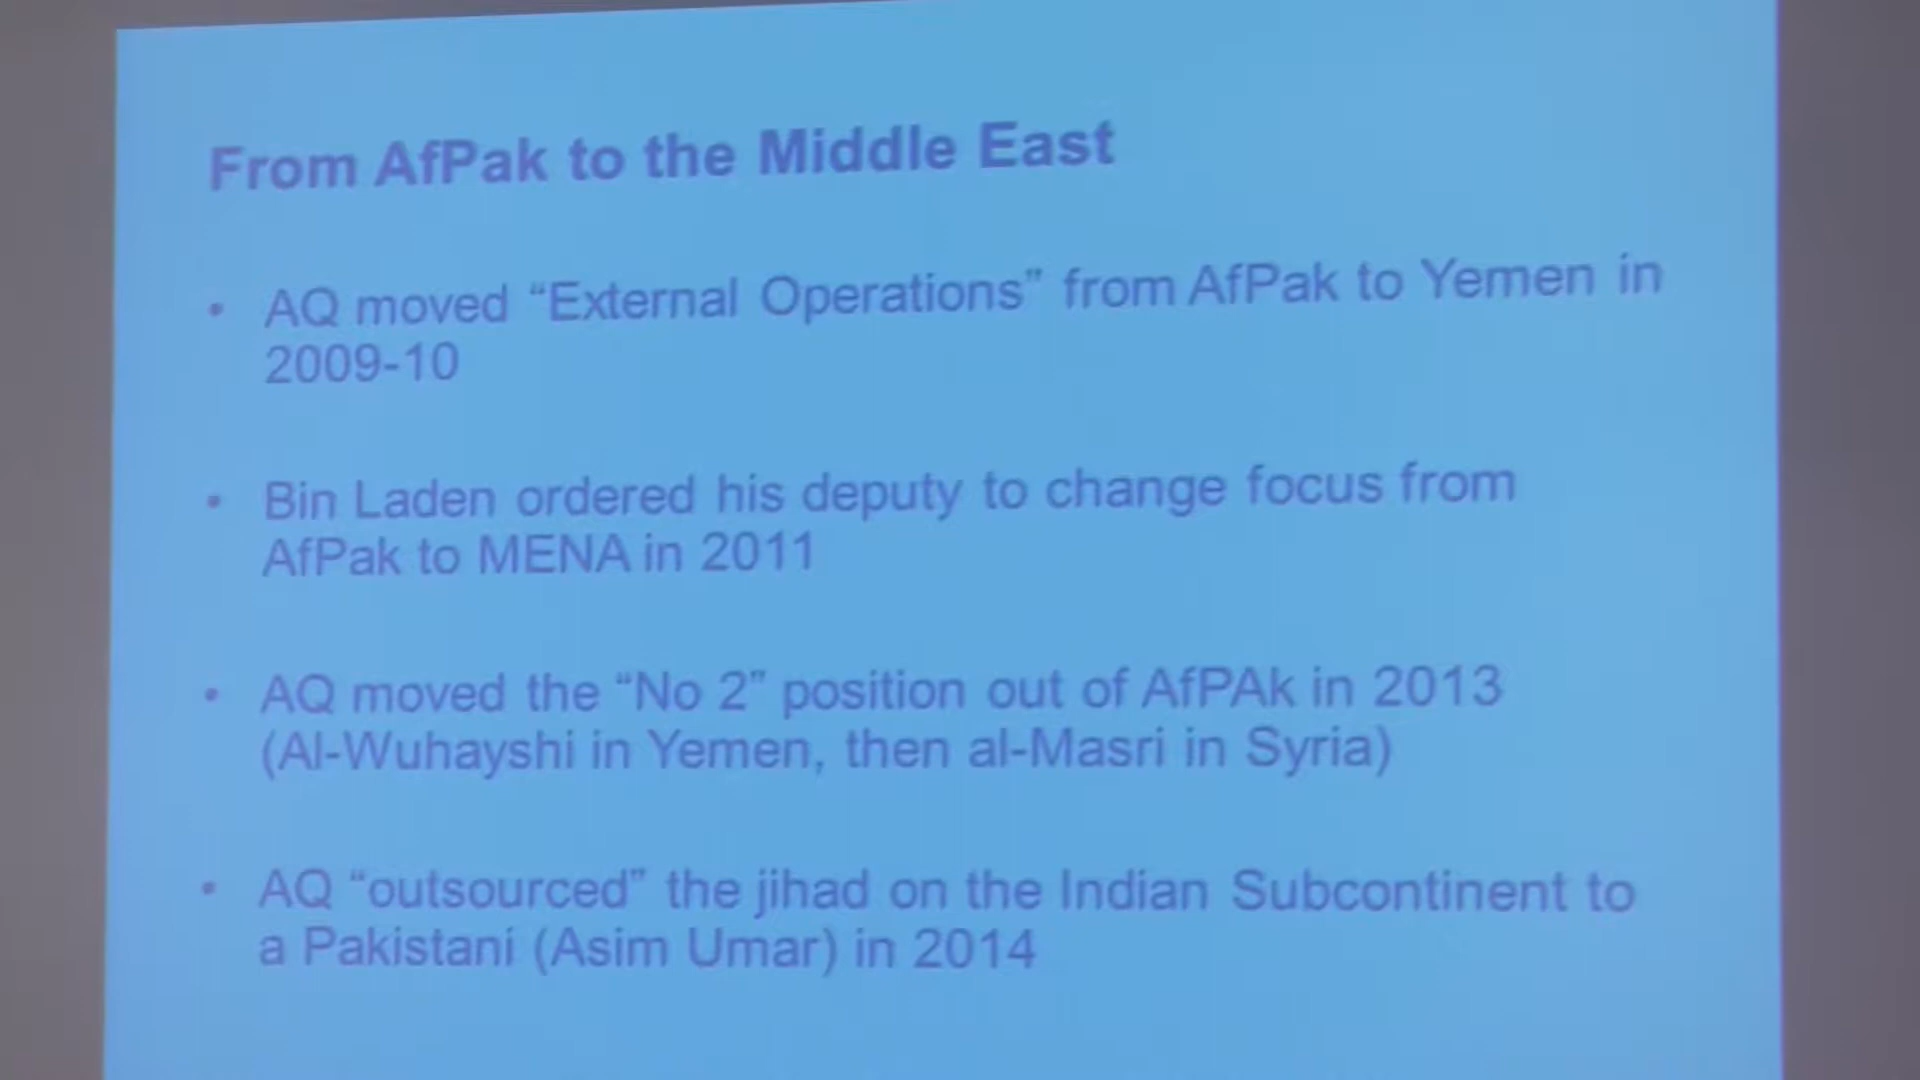 From AfPak to the Middle East
• AQ moved “External Operations” from AfPak to Yemen in
2009-10
• Bin Laden ordered his deputy to change focus from
AfPak to MENA in 2011
• AQ moved the “No 2” position out of AfPAk in 2013
(Al-Wuhayshi in Yemen, then al-Masri in Syria)
• AQ “outsourced” the jihad on the Indian Subcontinent to
a Pakistani (Asim Umar) in 2014